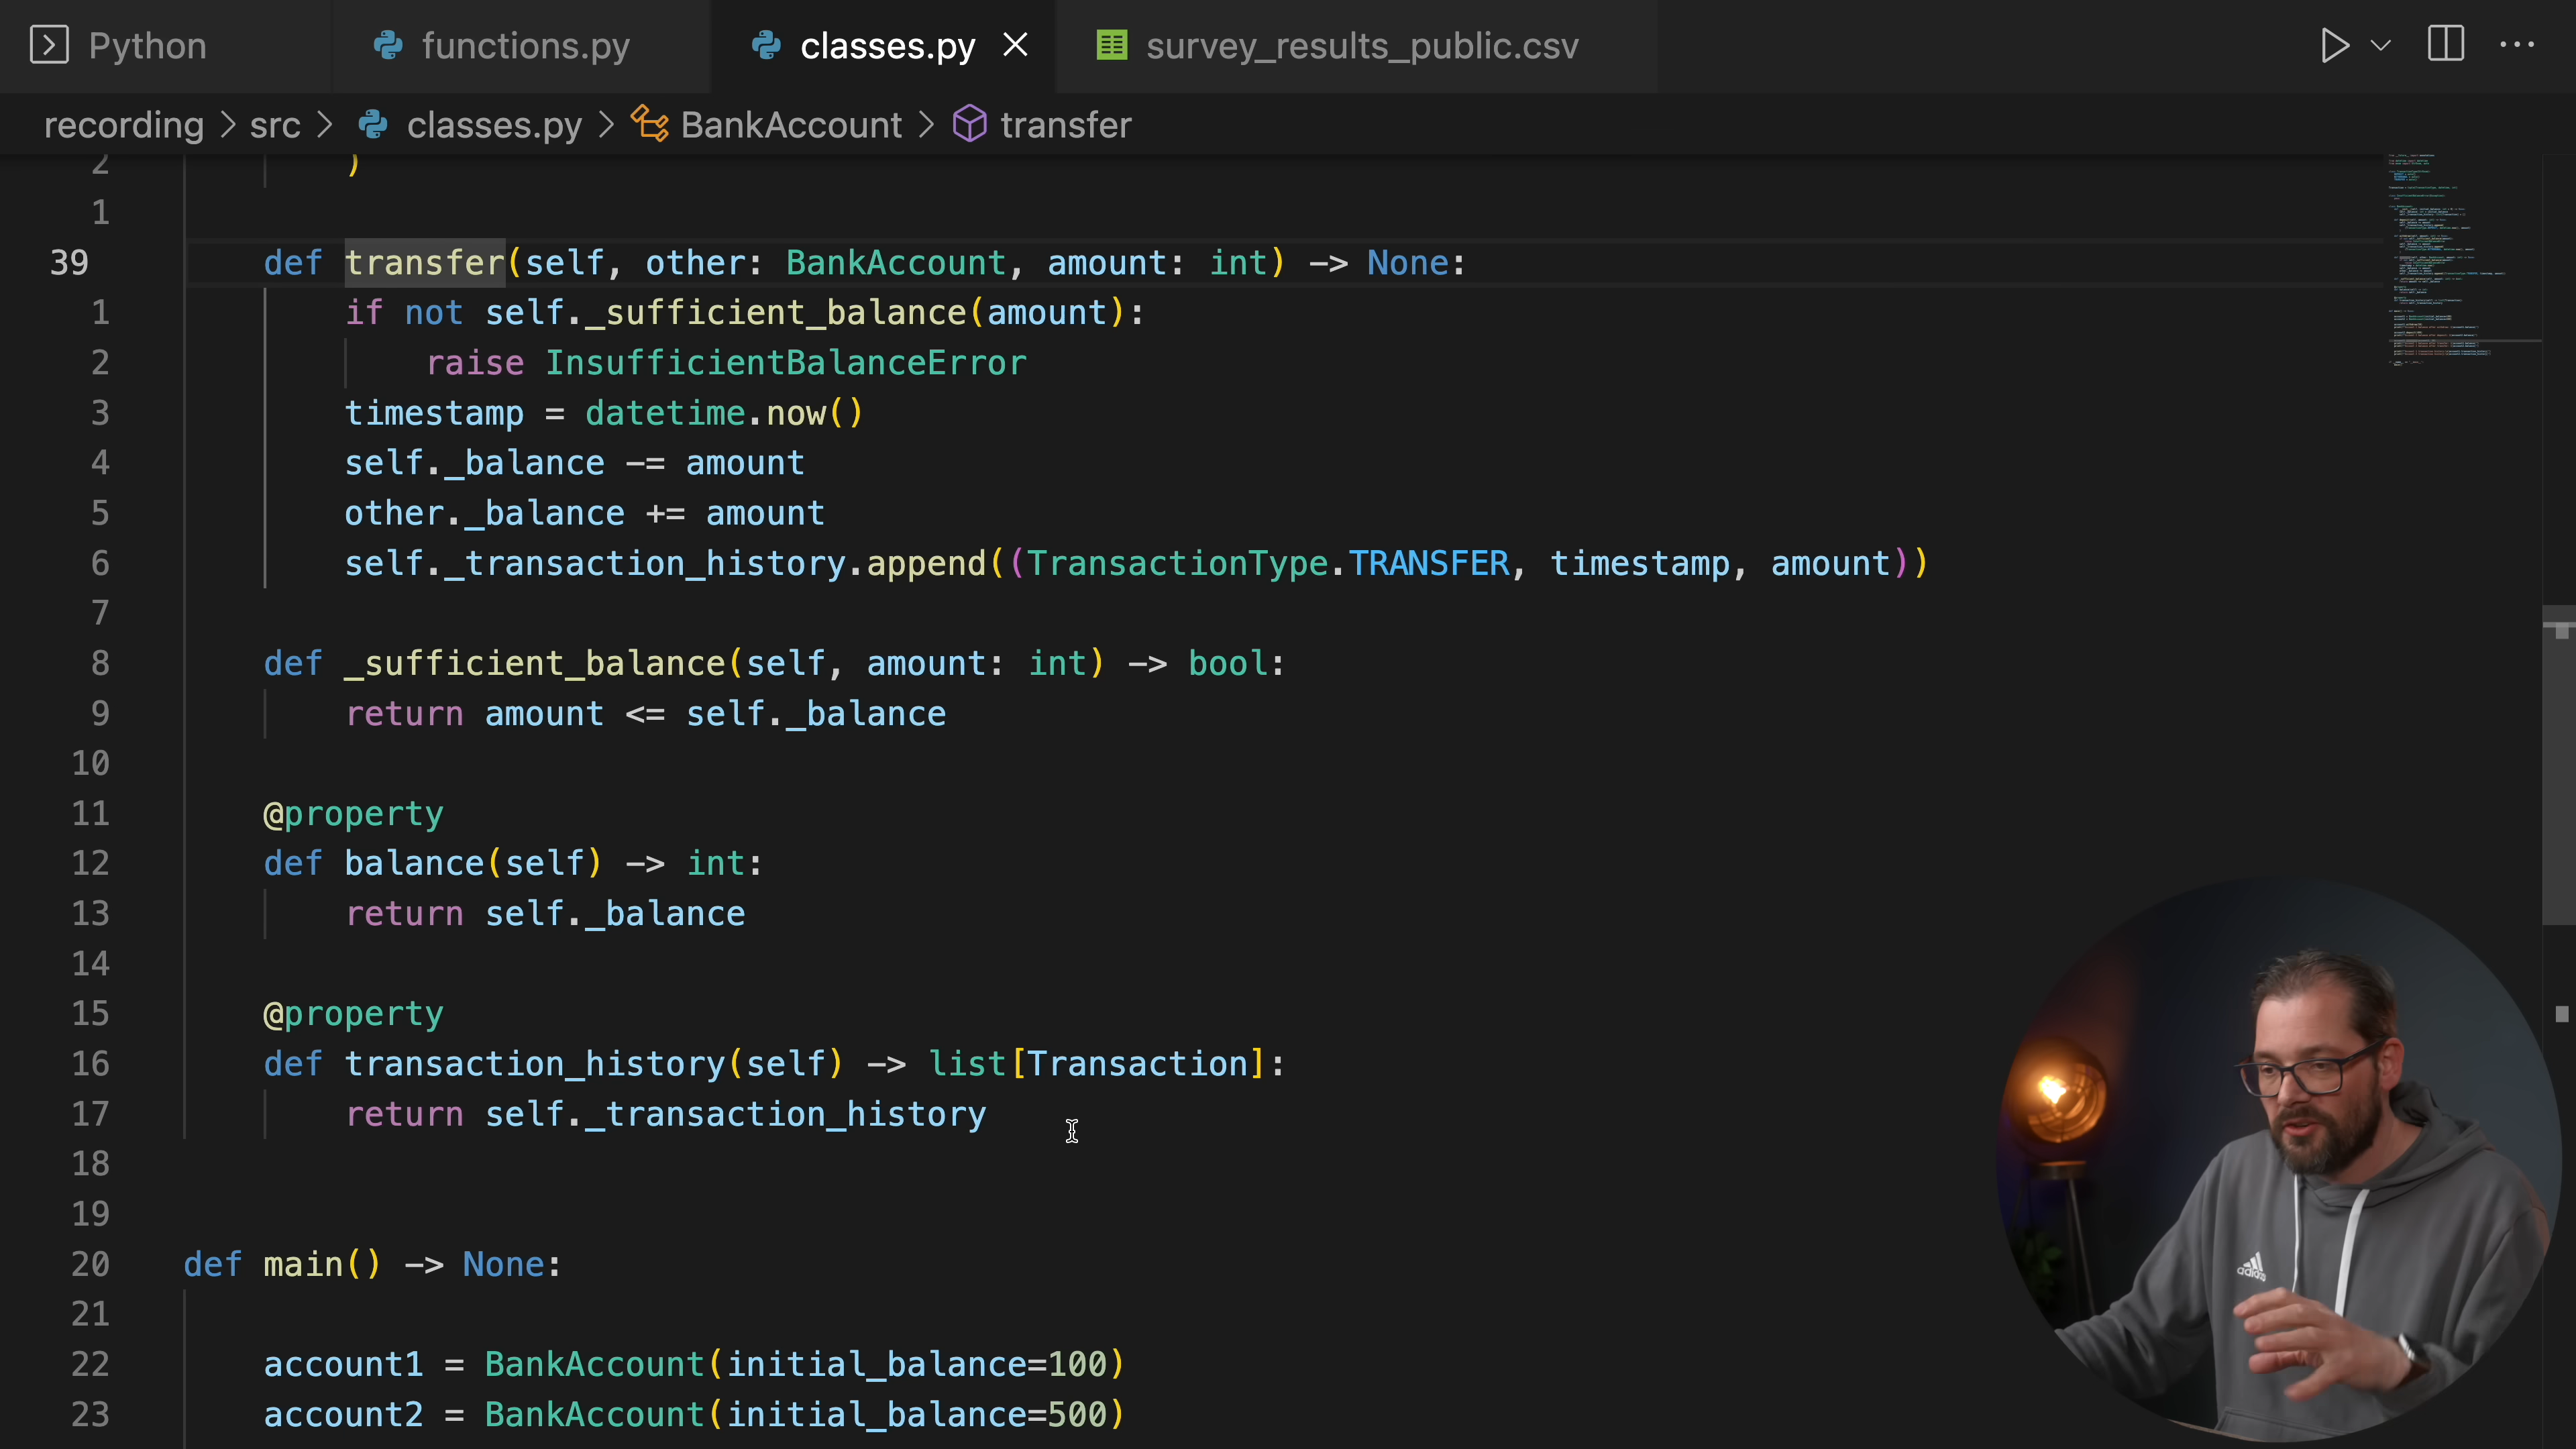 Python functions.py classes.py survey_results_public.csv
recording > src > classes.py > BankAccount > transfer
2 )
1
39 def transfer(self, other: BankAccount, amount: int) -> None:
1 if not self._sufficient_balance(amount):
2 raise InsufficientBalanceError
3 timestamp = datetime.now()
4 self._balance -= amount
5 other._balance += amount
6 self._transaction_history.append((TransactionType.TRANSFER, timestamp, amount))
7
8 def _sufficient_balance(self, amount: int) -> bool:
9 return amount <= self._balance
10
11 @property
12 def balance(self) -> int:
13 return self._balance
14
15 @property
16 def transaction_history(self) -> list[Transaction]:
17 return self._transaction_history
18
19
20 def main() -> None:
21
22 account1 = BankAccount(initial_balance=100)
23 account2 = BankAccount(initial_balance=500)
adidas